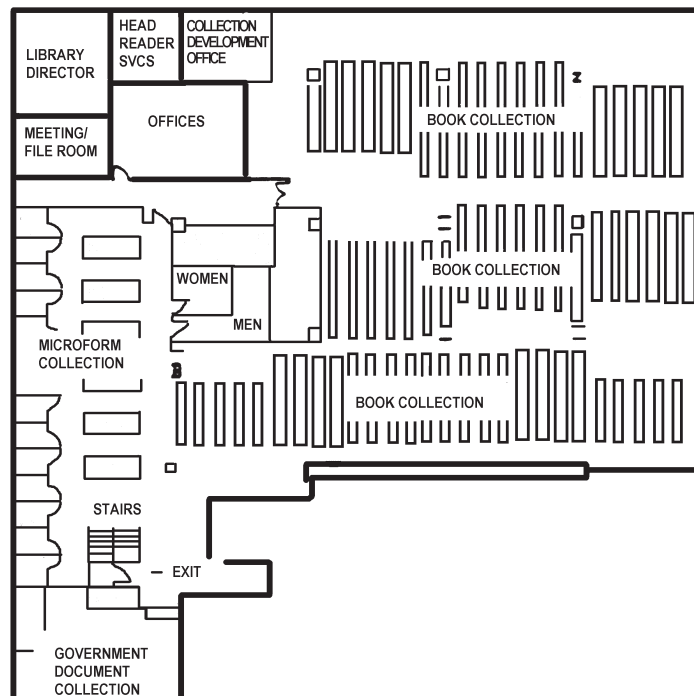 LIBRARY
DIRECTOR
HEAD
READER
SVCS
COLLECTION
DEVELOPMENT
OFFICE
MEETING/
FILE ROOM
OFFICES
BOOK COLLECTION
Z
WOMEN
MEN
BOOK COLLECTION
MICROFORM
COLLECTION
B
BOOK COLLECTION
STAIRS
EXIT
GOVERNMENT
DOCUMENT
COLLECTION